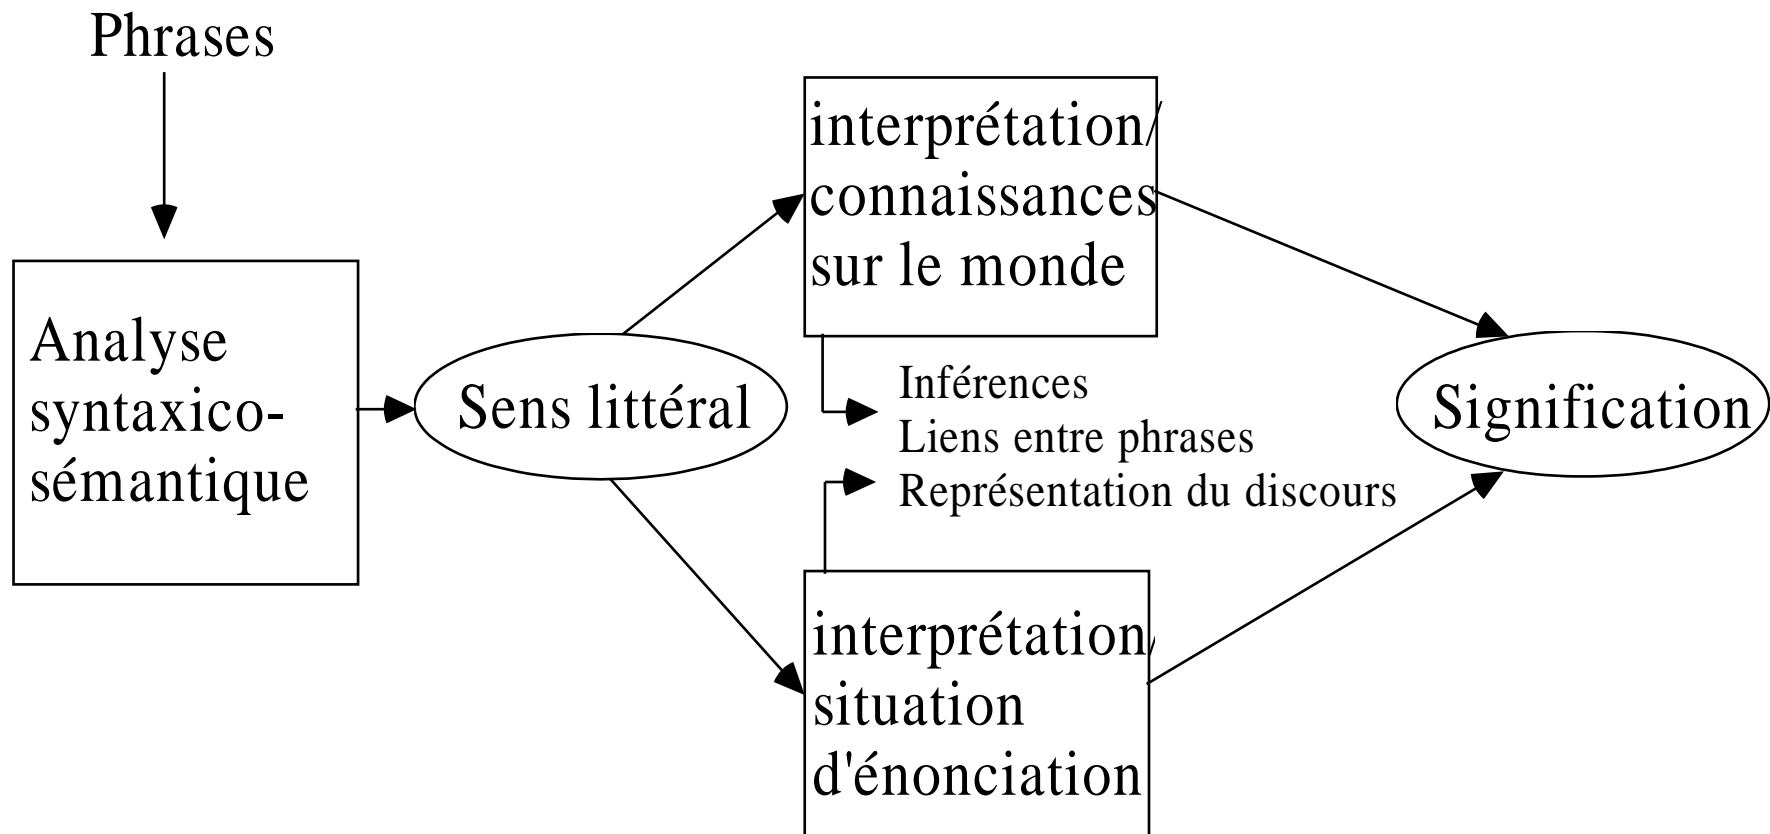 Phrases
Analyse
syntaxico-
sémantique
Sens littéral
interprétation/
connaissances
sur le monde
Inférences
Liens entre phrases
Représentation du discours
interprétation/
situation
d'énonciation
Signification